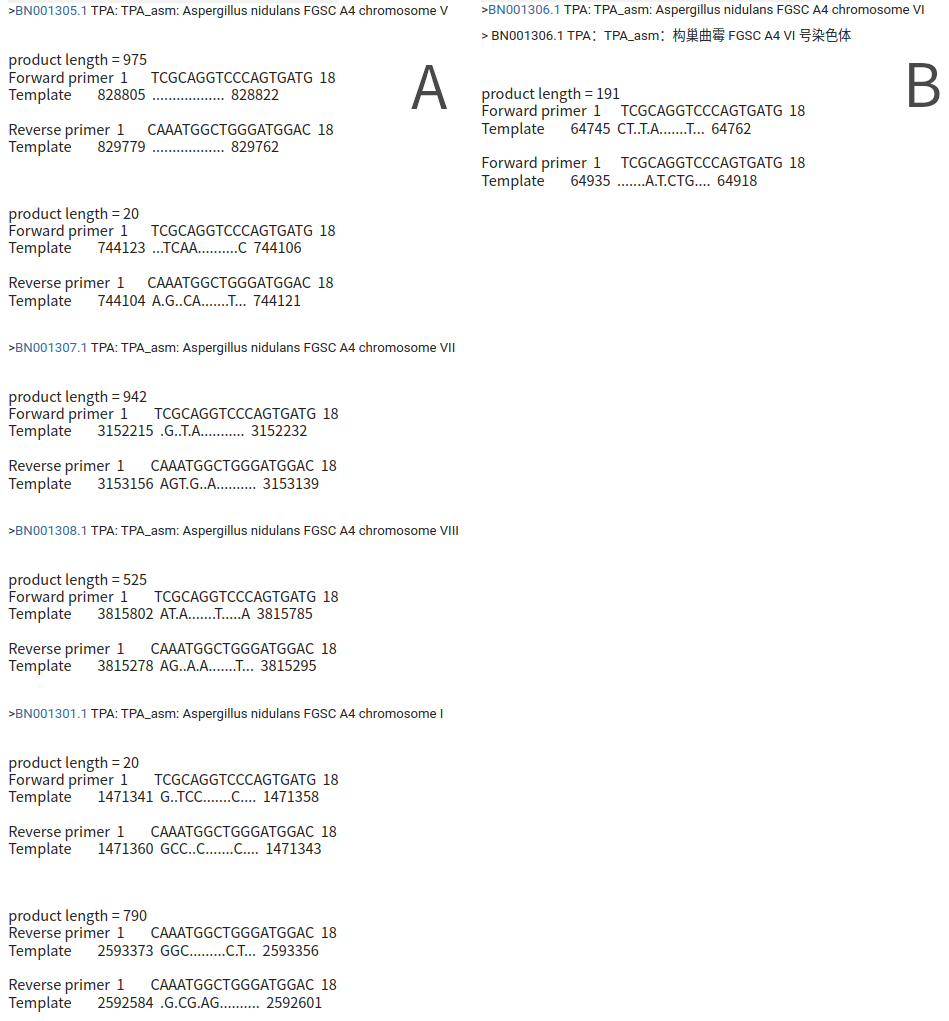 >BN001305.1 TPA: TPA_asm: Aspergillus nidulans FGSC A4 chromosome V
product length = 975
Forward primer 1 TCGCAGGTCCCAGTGATG 18
Template 828805 .................. 828822
Reverse primer 1 CAAATGGCTGGGATGGAC 18
Template 829779 .................. 829762
A
product length = 20
Forward primer 1 TCGCAGGTCCCAGTGATG 18
Template 744123 ...TCAA..........C 744106
Reverse primer 1 CAAATGGCTGGGATGGAC 18
Template 744104 A.G..CA.......T... 744121
>BN001307.1 TPA: TPA_asm: Aspergillus nidulans FGSC A4 chromosome VII
product length = 942
Forward primer 1 TCGCAGGTCCCAGTGATG 18
Template 3152215 .G..T.A........... 3152232
Reverse primer 1 CAAATGGCTGGGATGGAC 18
Template 3153156 AGT.G..A.......... 3153139
>BN001308.1 TPA: TPA_asm: Aspergillus nidulans FGSC A4 chromosome VIII
product length = 525
Forward primer 1 TCGCAGGTCCCAGTGATG 18
Template 3815802 AT.A.......T.....A 3815785
Reverse primer 1 CAAATGGCTGGGATGGAC 18
Template 3815278 AG..A.A.......T... 3815295
>BN001301.1 TPA: TPA_asm: Aspergillus nidulans FGSC A4 chromosome I
product length = 20
Forward primer 1 TCGCAGGTCCCAGTGATG 18
Template 1471341 G..TCC.......C.... 1471358
Reverse primer 1 CAAATGGCTGGGATGGAC 18
Template 1471360 GCC..C.......C.... 1471343
product length = 790
Reverse primer 1 CAAATGGCTGGGATGGAC 18
Template 2593373 GGC.........C.T... 2593356
Reverse primer 1 CAAATGGCTGGGATGGAC 18
Template 2592584 .G.CG.AG.......... 2592601
>BN001306.1 TPA: TPA_asm: Aspergillus nidulans FGSC A4 chromosome VI
> BN001306.1 TPA：TPA_asm：构巢曲霉 FGSC A4 VI 号染色体
B
product length = 191
Forward primer 1 TCGCAGGTCCCAGTGATG 18
Template 64745 CT..T.A.......T... 64762
Forward primer 1 TCGCAGGTCCCAGTGATG 18
Template 64935 .......A.T.CTG.... 64918